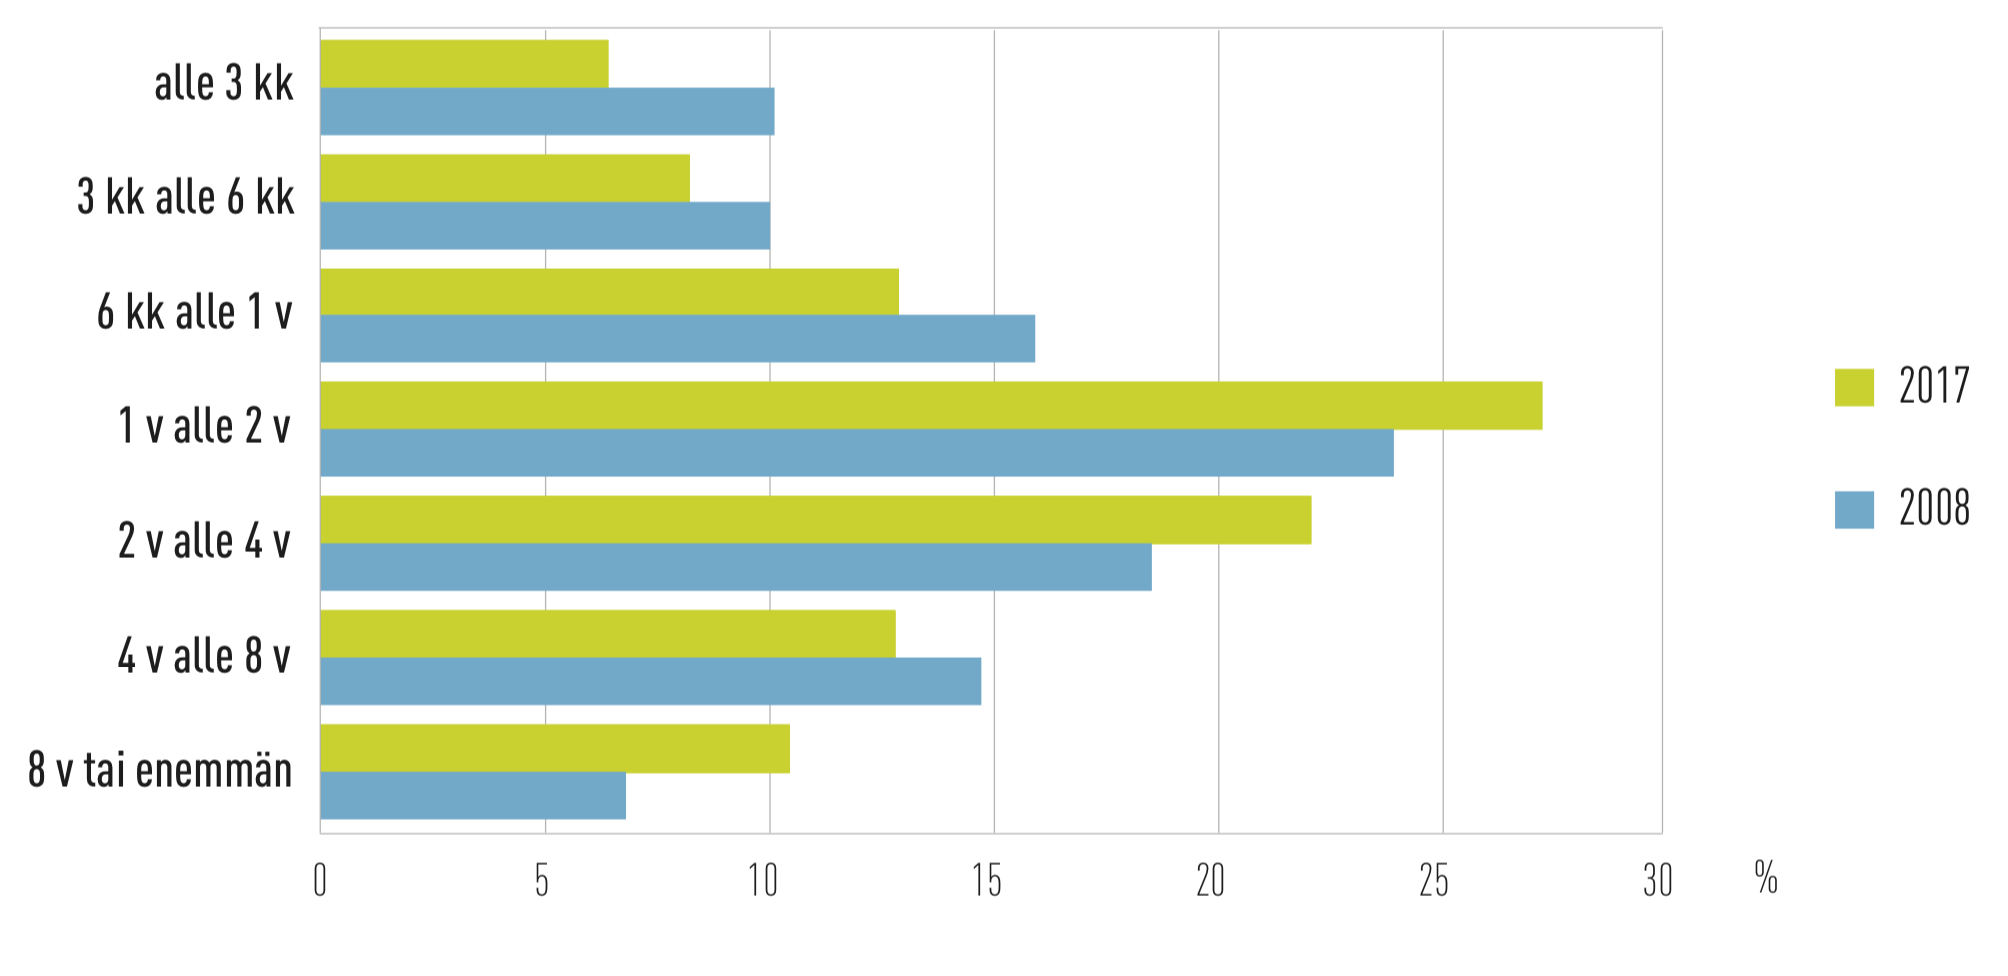 alle 3 kk
3 kk alle 6 kk
6 kk alle 1 v
1 v alle 2 v
2 v alle 4 v
4 v alle 8 v
8 v tai enemmän
0 5 10 15 20 25 30 %
2017
2008